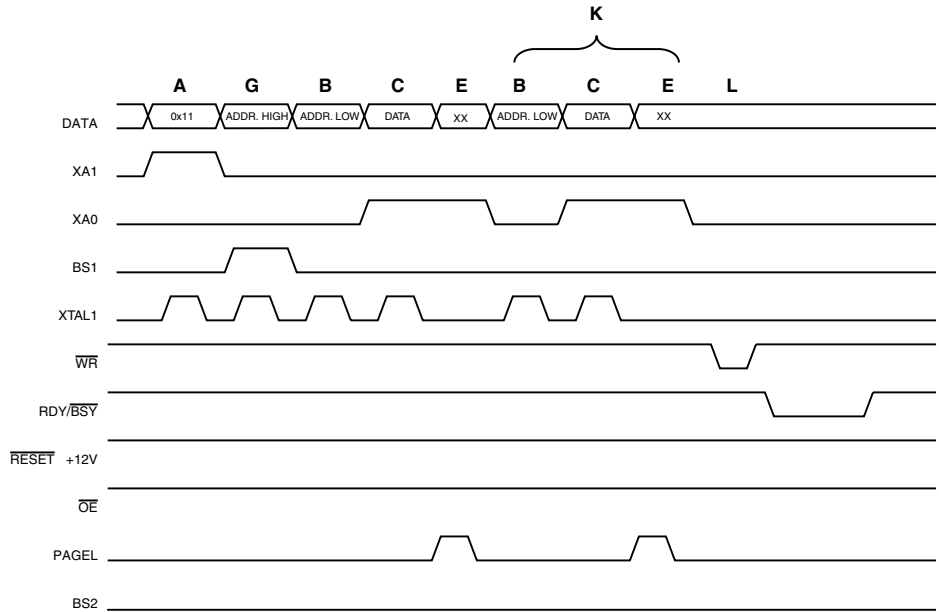 K
A G B C E B C E L
DATA 0x11 ADDR. HIGH ADDR. LOW DATA XX ADDR. LOW DATA XX
XA1
XA0
BS1
XTAL1
WR
RDY/BSY
RESET +12V
OE
PAGEL
BS2